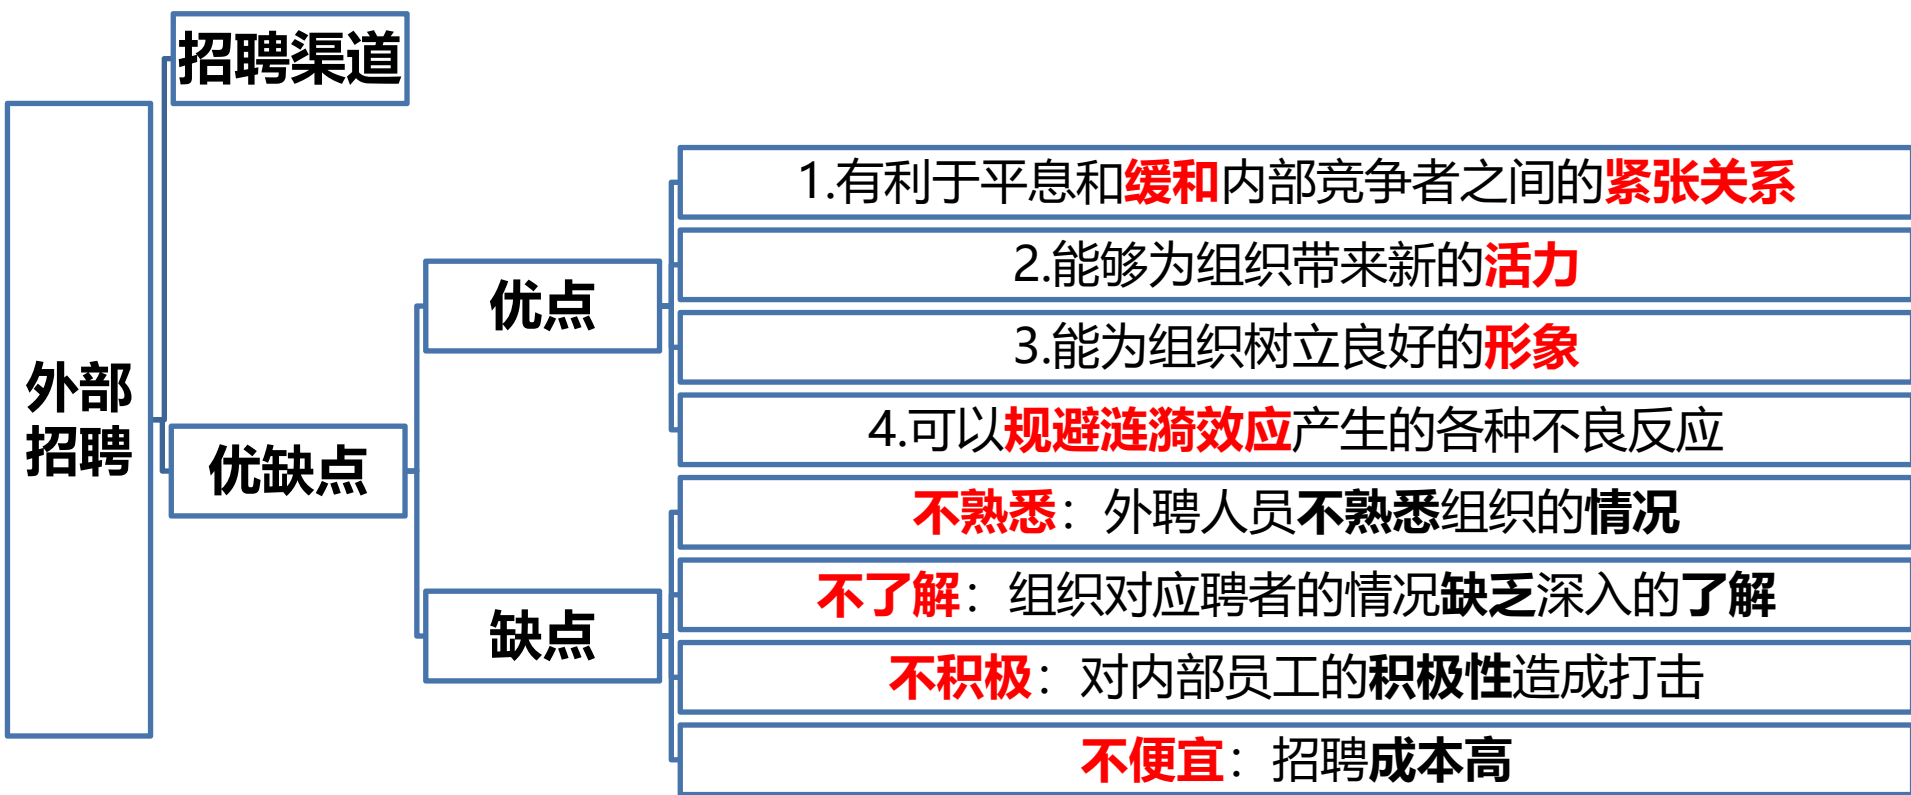 招聘渠道
外部
招聘
优缺点
优点
1.有利于平息和缓和内部竞争者之间的紧张关系
2.能够为组织带来新的活力
3.能为组织树立良好的形象
4.可以规避涟漪效应产生的各种不良反应
缺点
不熟悉：外聘人员不熟悉组织的情况
不了解：组织对应聘者的情况缺乏深入的了解
不积极：对内部员工的积极性造成打击
不便宜：招聘成本高